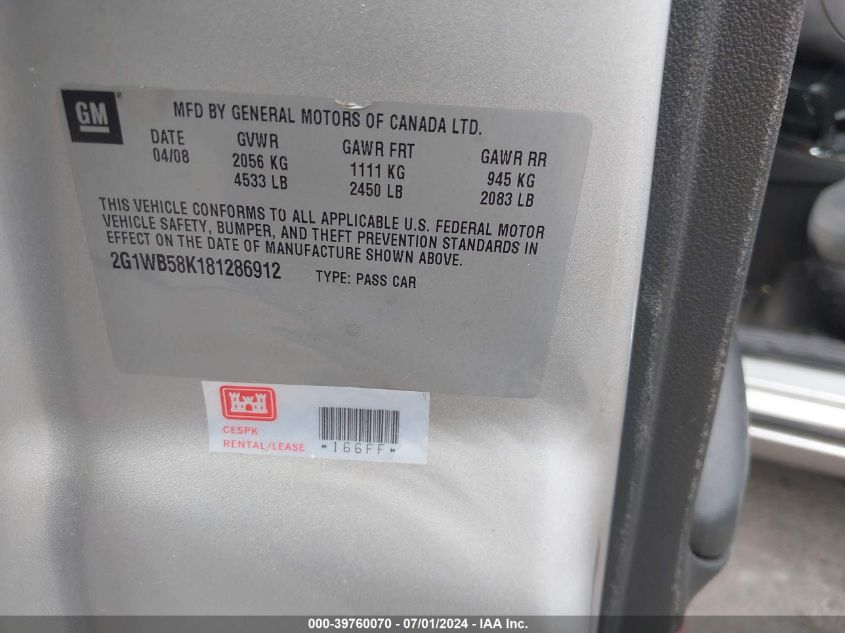 GM®
MFD BY GENERAL MOTORS OF CANADA LTD.
DATE GVWR GAWR FRT GAWR RR
04/08 2056 KG 1111 KG 945 KG
4533 LB 2450 LB 2083 LB
THIS VEHICLE CONFORMS TO ALL APPLICABLE U.S. FEDERAL MOTOR
VEHICLE SAFETY, BUMPER, AND THEFT PREVENTION STANDARDS IN
EFFECT ON THE DATE OF MANUFACTURE SHOWN ABOVE.
2G1WB58K181286912 TYPE: PASS CAR
CESPK
RENTAL/LEASE *166FF*
000-39760070 - 07/01/2024 - IAA Inc.